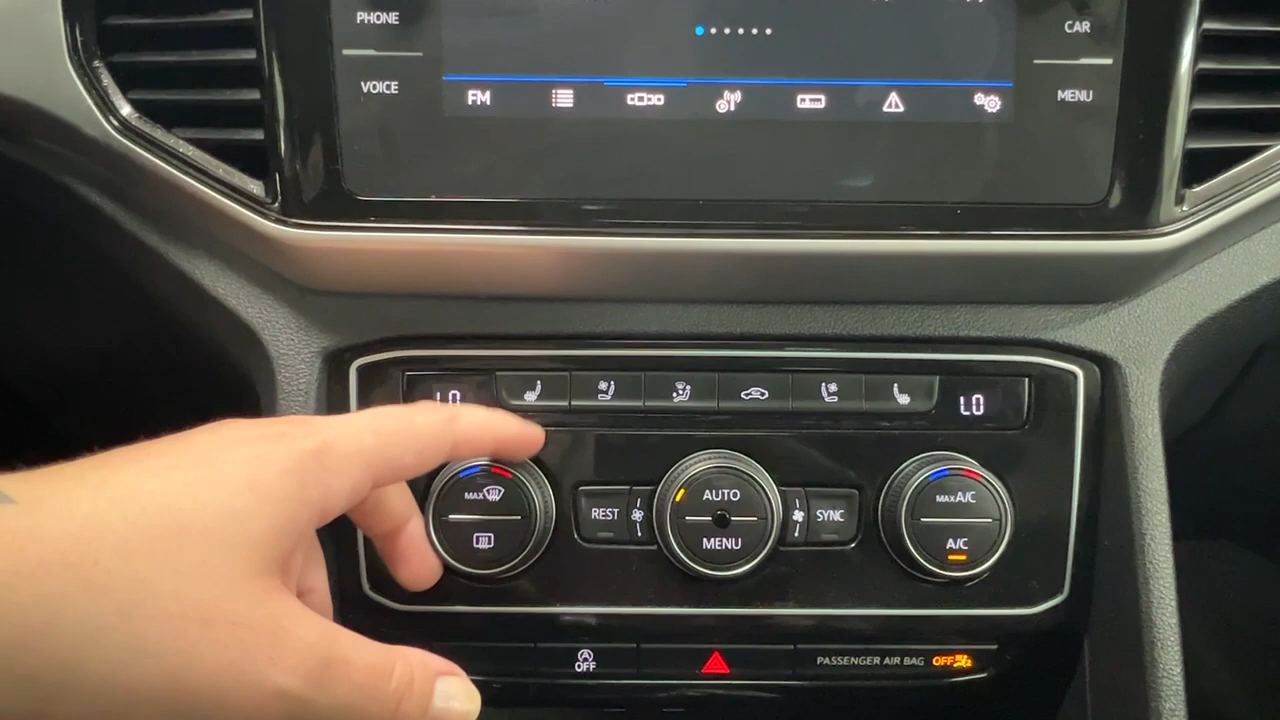 PHONE
VOICE
CAR
MENU
FM
LO
LO
MAX
REST
AUTO
MENU
SYNC
MAX A/C
A/C
A OFF
PASSENGER AIR BAG OFF